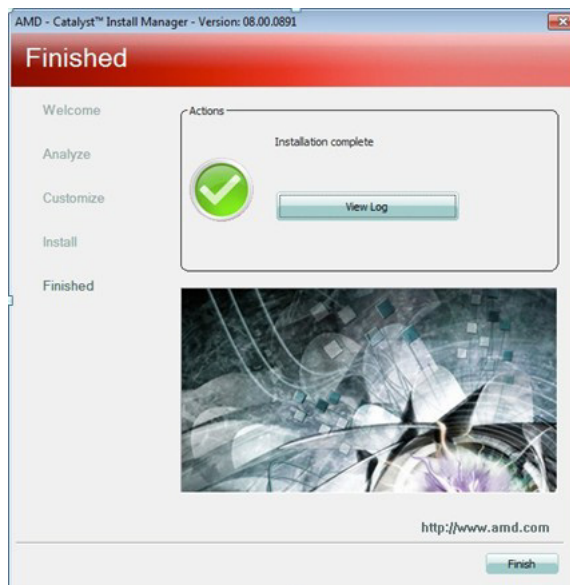 AMD - Catalyst™ Install Manager - Version: 08.00.0891
Finished
Welcome
Analyze
Customize
Install
Finished
Actions
Installation complete
View Log
http://www.amd.com
Finish